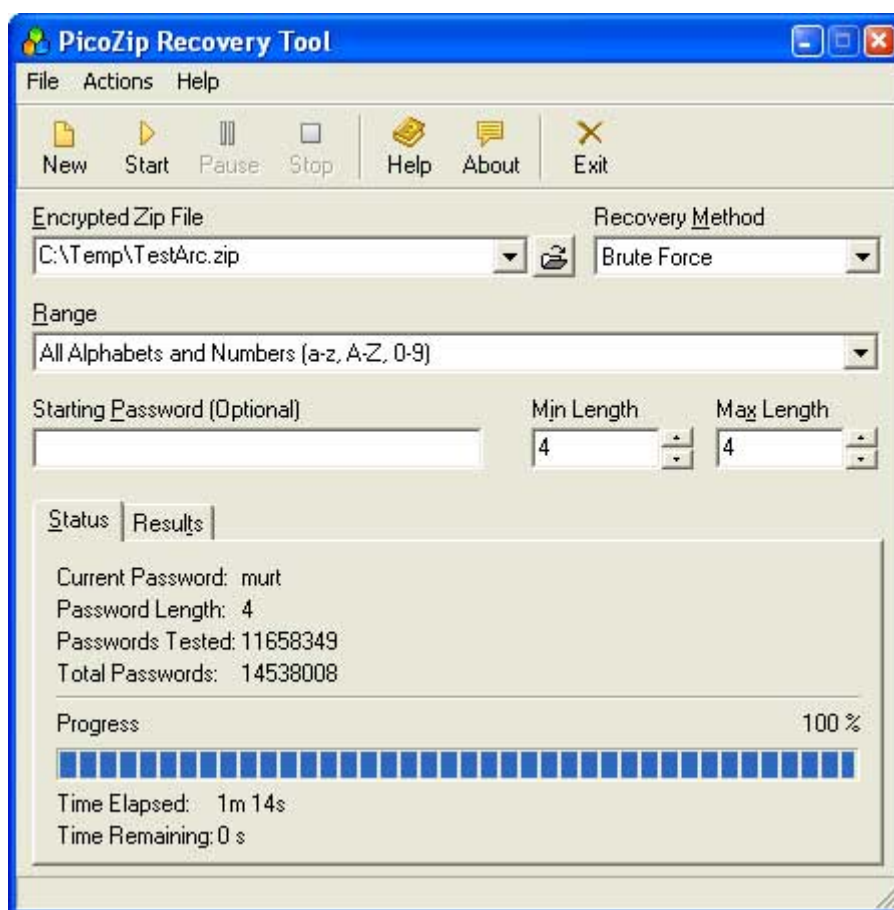 PicoZip Recovery Tool
File Actions Help
New Start Pause Stop Help About Exit
Encrypted Zip File Recovery Method
C:\Temp\TestArc.zip Brute Force
Range
All Alphabets and Numbers (a-z, A-Z, 0-9)
Starting Password (Optional) Min Length Max Length
4 4
Status Results
Current Password: murt
Password Length: 4
Passwords Tested: 11658349
Total Passwords: 14538008
Progress 100 %
Time Elapsed: 1m 14s
Time Remaining: 0 s